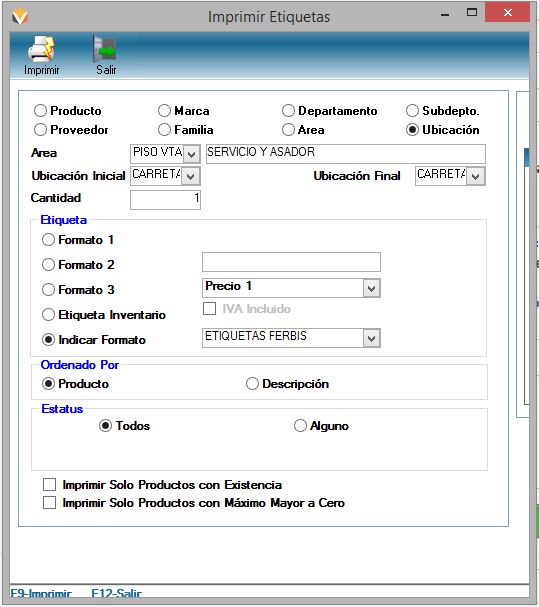 Imprimir Etiquetas
Imprimir Salir
Producto Marca Departamento Subdepto.
Proveedor Familia Area Ubicación
Area PISO VTA SERVICIO Y ASADOR
Ubicación Inicial CARRETA Ubicación Final CARRETA
Cantidad 1
Etiqueta
Formato 1
Formato 2
Formato 3 Precio 1
Etiqueta Inventario IVA Incluido
Indicar Formato ETIQUETAS FERBIS
Ordenado Por
Producto Descripción
Estatus
Todos Alguno
Imprimir Solo Productos con Existencia
Imprimir Solo Productos con Máximo Mayor a Cero
F9-Imprimir F12-Salir